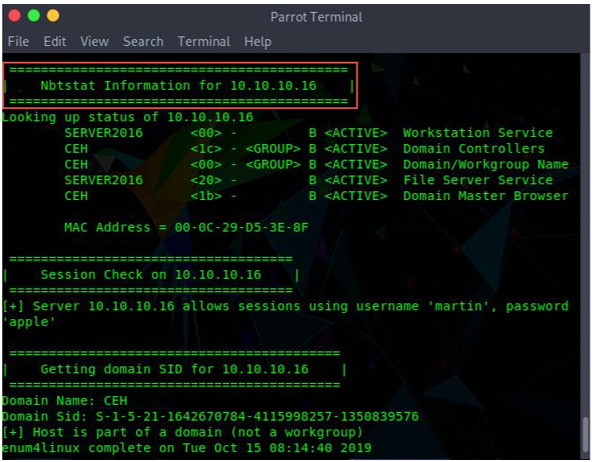 Parrot Terminal
File Edit View Search Terminal Help
===========================================
| Nbtstat Information for 10.10.10.16 |
===========================================
Looking up status of 10.10.10.16
SERVER2016 <00> - B <ACTIVE> Workstation Service
CEH <1c> - <GROUP> B <ACTIVE> Domain Controllers
CEH <00> - <GROUP> B <ACTIVE> Domain/Workgroup Name
SERVER2016 <20> - B <ACTIVE> File Server Service
CEH <1b> - B <ACTIVE> Domain Master Browser
MAC Address = 00-0C-29-D5-3E-8F
====================================
| Session Check on 10.10.10.16 |
====================================
[+] Server 10.10.10.16 allows sessions using username 'martin', password
'apple'
==========================================
| Getting domain SID for 10.10.10.16 |
==========================================
Domain Name: CEH
Domain Sid: S-1-5-21-1642670784-4115998257-1350839576
[+] Host is part of a domain (not a workgroup)
enum4linux complete on Tue Oct 15 08:14:40 2019